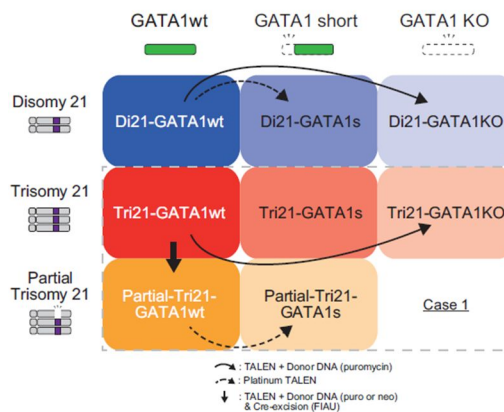 GATA1wt GATA1 short GATA1 KO
Disomy 21
Di21-GATA1wt Di21-GATA1s Di21-GATA1KO
Trisomy 21
Tri21-GATA1wt Tri21-GATA1s Tri21-GATA1KO
Partial
Trisomy 21
Partial-Tri21-
GATA1wt
Partial-Tri21-
GATA1s
Case 1
: TALEN + Donor DNA (puromycin)
: Platinum TALEN
: TALEN + Donor DNA (puro or neo)
& Cre-excision (FIAU)